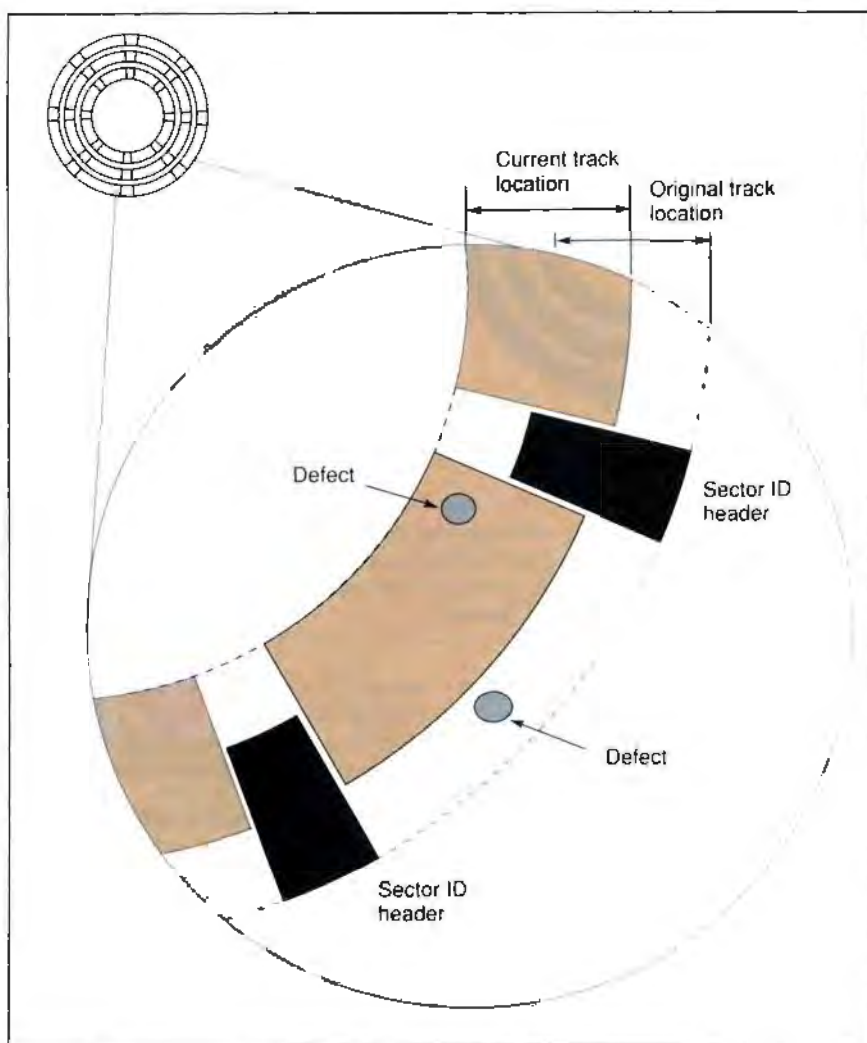 Current track
location
Original track
location
Defect
Sector ID
header
Defect
Sector ID
header